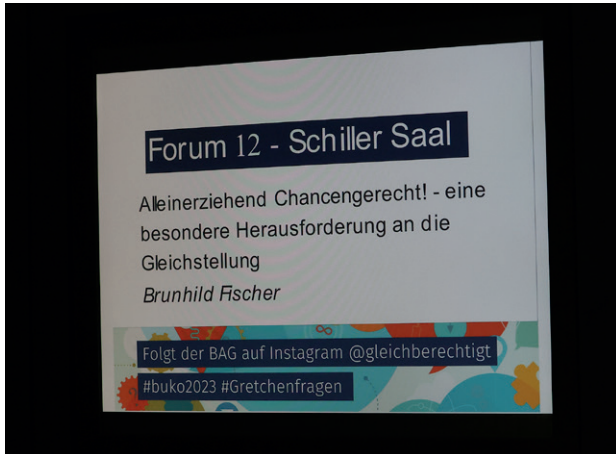 Forum 12 - Schiller Saal
Alleinerziehend Chancengerecht! - eine
besondere Herausforderung an die
Gleichstellung
Brunhild Fischer
Folgt der BAG auf Instagram @gleichberechtigt
#buko2023 #Gretchenfragen